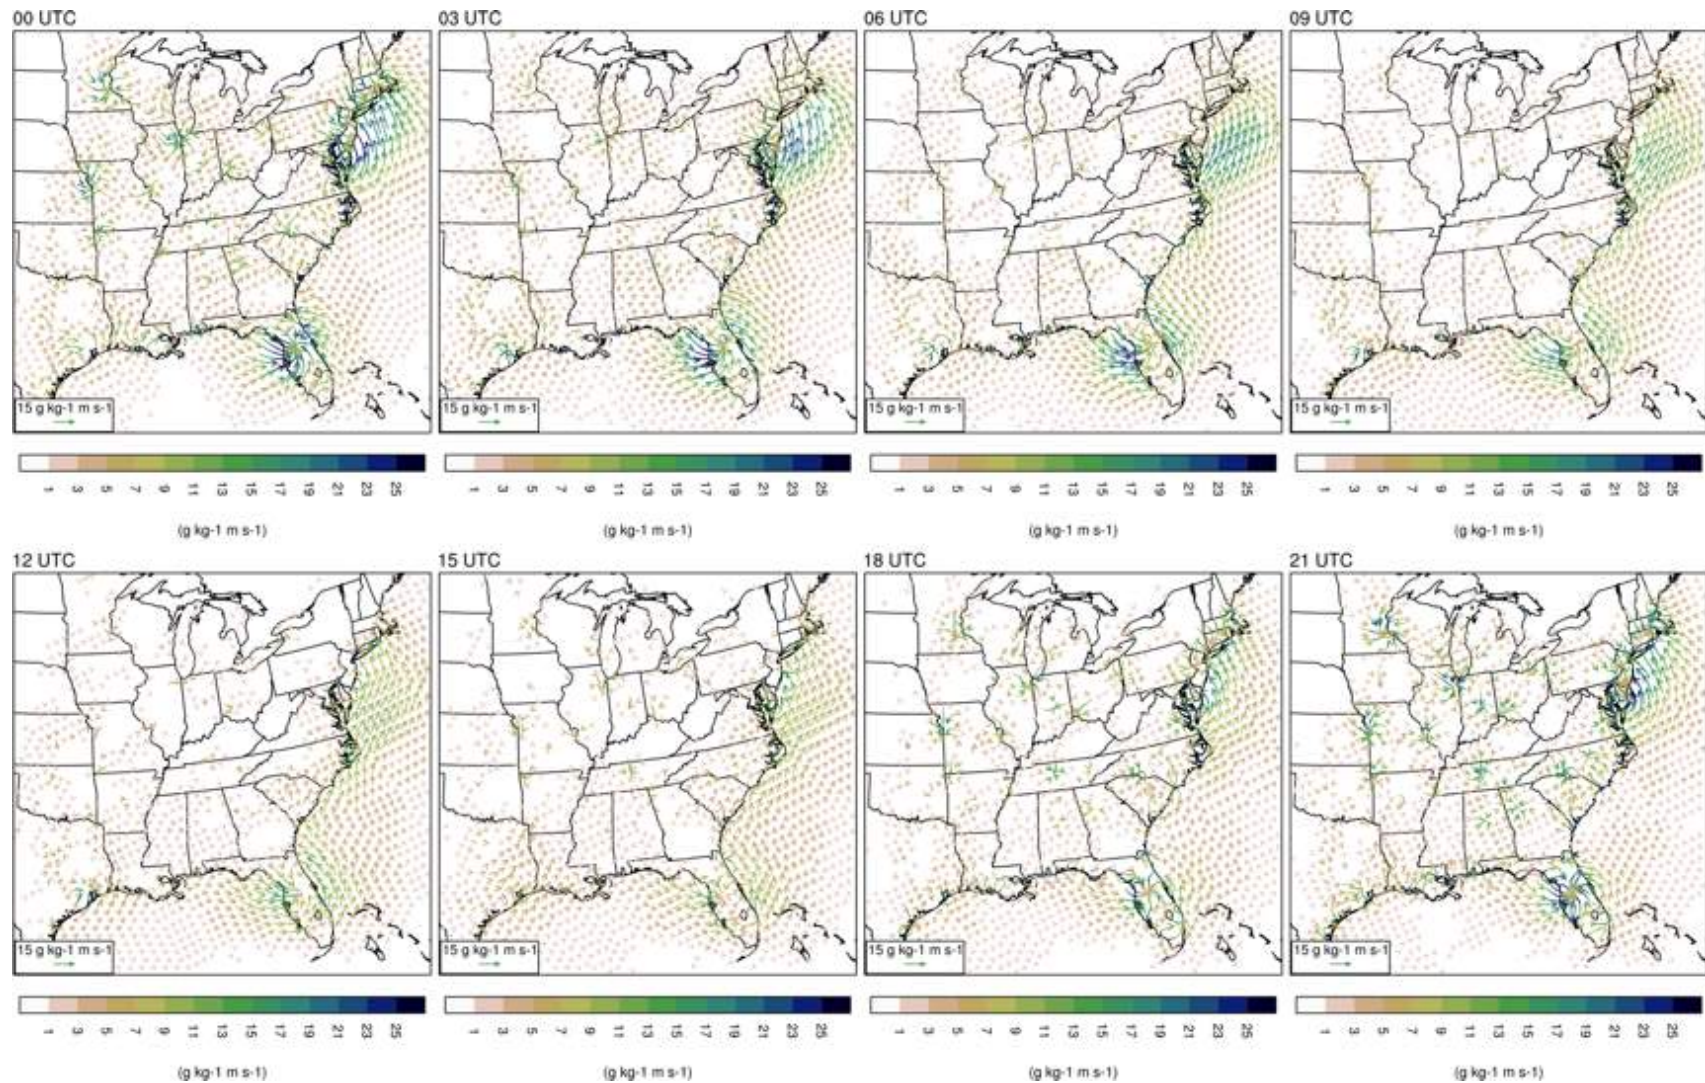 00 UTC
03 UTC
06 UTC
09 UTC
15 g kg-1 m s-1
15 g kg-1 m s-1
15 g kg-1 m s-1
15 g kg-1 m s-1
1 3 5 7 9 11 13 15 17 19 21 23 25
1 3 5 7 9 11 13 15 17 19 21 23 25
1 3 5 7 9 11 13 15 17 19 21 23 25
1 3 5 7 9 11 13 15 17 19 21 23 25
(g kg-1 m s-1)
(g kg-1 m s-1)
(g kg-1 m s-1)
(g kg-1 m s-1)
12 UTC
15 UTC
18 UTC
21 UTC
15 g kg-1 m s-1
15 g kg-1 m s-1
15 g kg-1 m s-1
15 g kg-1 m s-1
1 3 5 7 9 11 13 15 17 19 21 23 25
1 3 5 7 9 11 13 15 17 19 21 23 25
1 3 5 7 9 11 13 15 17 19 21 23 25
1 3 5 7 9 11 13 15 17 19 21 23 25
(g kg-1 m s-1)
(g kg-1 m s-1)
(g kg-1 m s-1)
(g kg-1 m s-1)